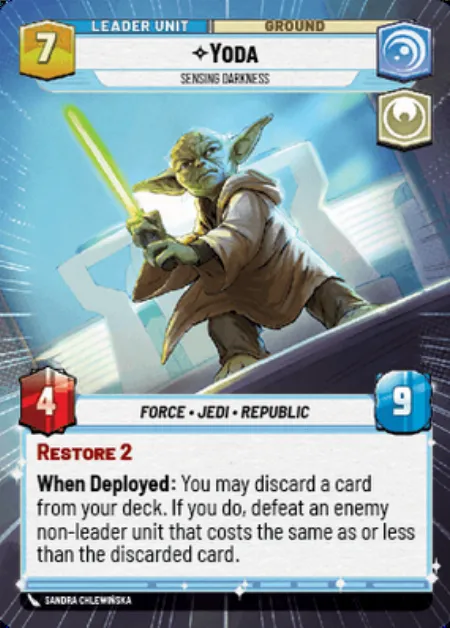 LEADER UNIT
GROUND
7
YODA
SENSING DARKNESS
4
FORCE • JEDI • REPUBLIC
9
RESTORE 2
When Deployed: You may discard a card
from your deck. If you do, defeat an enemy
non-leader unit that costs the same as or less
than the discarded card.
SANDRA CHLEWIŃSKA